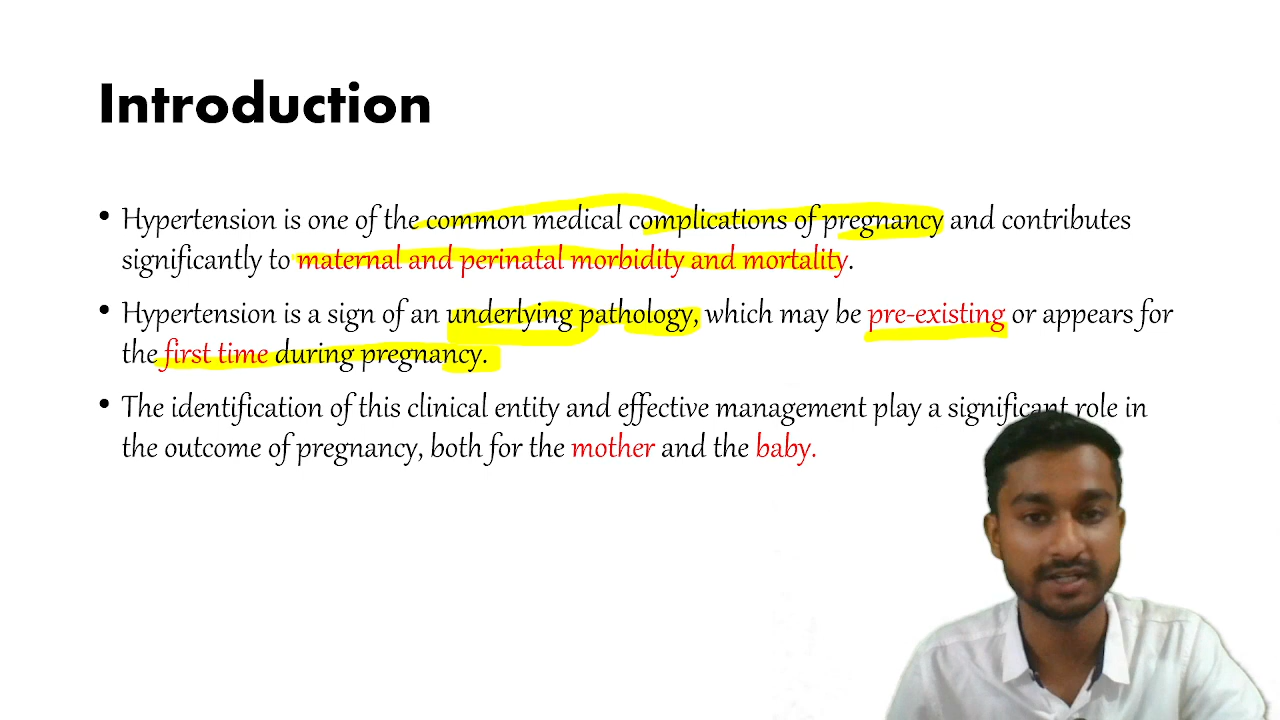 Introduction
• Hypertension is one of the common medical complications of pregnancy and contributes
significantly to maternal and perinatal morbidity and mortality.
• Hypertension is a sign of an underlying pathology, which may be pre-existing or appears for
the first time during pregnancy.
• The identification of this clinical entity and effective management play a significant role in
the outcome of pregnancy, both for the mother and the baby.